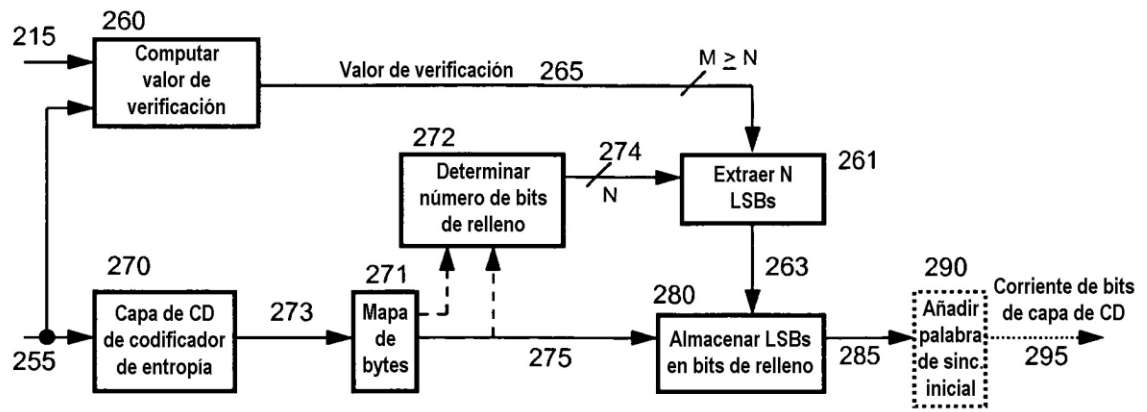 215
260
Computar
valor de
verificación
Valor de verificación
265
M ≥ N
272
Determinar
número de bits
de relleno
274
N
Extraer N
LSBs
261
263
270
Capa de CD
de codificador
de entropía
255
273
271
Mapa
de
bytes
275
280
Almacenar LSBs
en bits de relleno
285
290
Añadir
palabra
de sinc.
inicial
Corriente de bits
de capa de CD
295